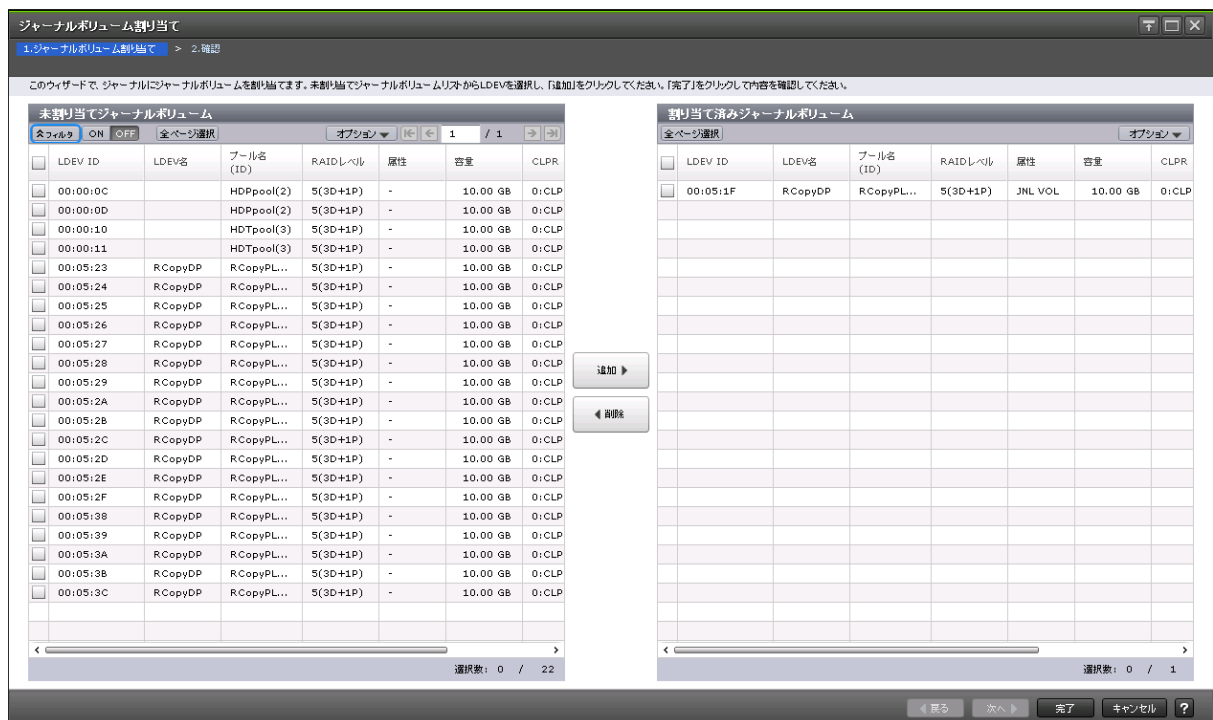 ジャーナルボリューム割り当て
1.ジャーナルボリューム割り当て > 2.確認
このウィザードで、ジャーナルにジャーナルボリュームを割り当てます。未割り当てジャーナルボリュームリストからLDEVを選択し、「追加」をクリックしてください。「完了」をクリックして内容を確認してください。
未割り当てジャーナルボリューム
フィルタ ON OFF 全ページ選択 オプション 1 / 1
LDEV ID LDEV名 プール名 (ID) RAIDレベル 属性 容量 CLPR
00:00:0C HDPpool(2) 5(3D+1P) - 10.00 GB 0:CLP
00:00:0D HDPpool(2) 5(3D+1P) - 10.00 GB 0:CLP
00:00:10 HDTpool(3) 5(3D+1P) - 10.00 GB 0:CLP
00:00:11 HDTpool(3) 5(3D+1P) - 10.00 GB 0:CLP
00:05:23 RCopyDP RCopyPL... 5(3D+1P) - 10.00 GB 0:CLP
00:05:24 RCopyDP RCopyPL... 5(3D+1P) - 10.00 GB 0:CLP
00:05:25 RCopyDP RCopyPL... 5(3D+1P) - 10.00 GB 0:CLP
00:05:26 RCopyDP RCopyPL... 5(3D+1P) - 10.00 GB 0:CLP
00:05:27 RCopyDP RCopyPL... 5(3D+1P) - 10.00 GB 0:CLP
00:05:28 RCopyDP RCopyPL... 5(3D+1P) - 10.00 GB 0:CLP
00:05:29 RCopyDP RCopyPL... 5(3D+1P) - 10.00 GB 0:CLP
00:05:2A RCopyDP RCopyPL... 5(3D+1P) - 10.00 GB 0:CLP
00:05:2B RCopyDP RCopyPL... 5(3D+1P) - 10.00 GB 0:CLP
00:05:2C RCopyDP RCopyPL... 5(3D+1P) - 10.00 GB 0:CLP
00:05:2D RCopyDP RCopyPL... 5(3D+1P) - 10.00 GB 0:CLP
00:05:2E RCopyDP RCopyPL... 5(3D+1P) - 10.00 GB 0:CLP
00:05:2F RCopyDP RCopyPL... 5(3D+1P) - 10.00 GB 0:CLP
00:05:38 RCopyDP RCopyPL... 5(3D+1P) - 10.00 GB 0:CLP
00:05:39 RCopyDP RCopyPL... 5(3D+1P) - 10.00 GB 0:CLP
00:05:3A RCopyDP RCopyPL... 5(3D+1P) - 10.00 GB 0:CLP
00:05:3B RCopyDP RCopyPL... 5(3D+1P) - 10.00 GB 0:CLP
00:05:3C RCopyDP RCopyPL... 5(3D+1P) - 10.00 GB 0:CLP
選択数: 0 / 22
追加
削除
割り当て済みジャーナルボリューム
全ページ選択 オプション
LDEV ID LDEV名 プール名 (ID) RAIDレベル 属性 容量 CLPR
00:05:1F RCopyDP RCopyPL... 5(3D+1P) JNL VOL 10.00 GB 0:CLP
選択数: 0 / 1
戻る 次へ 完了 キャンセル ?